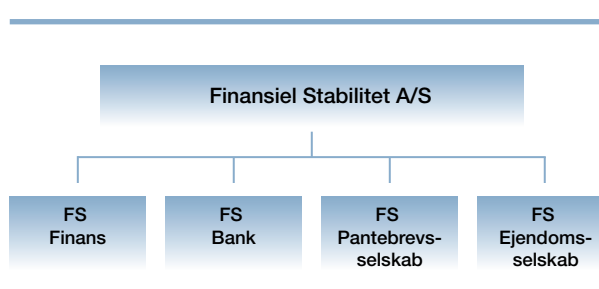 Finansiel Stabilitet A/S
FS
Finans
FS
Bank
FS
Pantebrevs-
selskab
FS
Ejendoms-
selskab